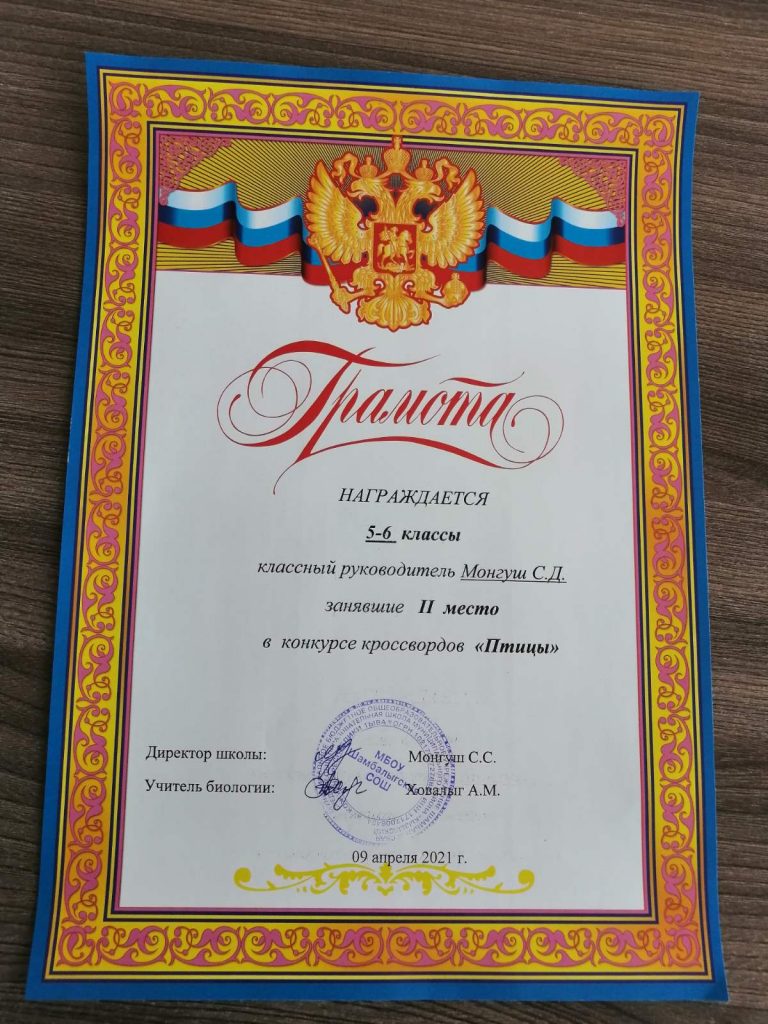 Грамота
НАГРАЖДАЕТСЯ
5-6 классы
классный руководитель Монгуш С.Д.
занявшие II место
в конкурсе кроссвордов «Птицы»
МБОУ
СОШ
Директор школы: Монгуш С.С.
Учитель биологии: Ховалыг А.М.
09 апреля 2021 г.